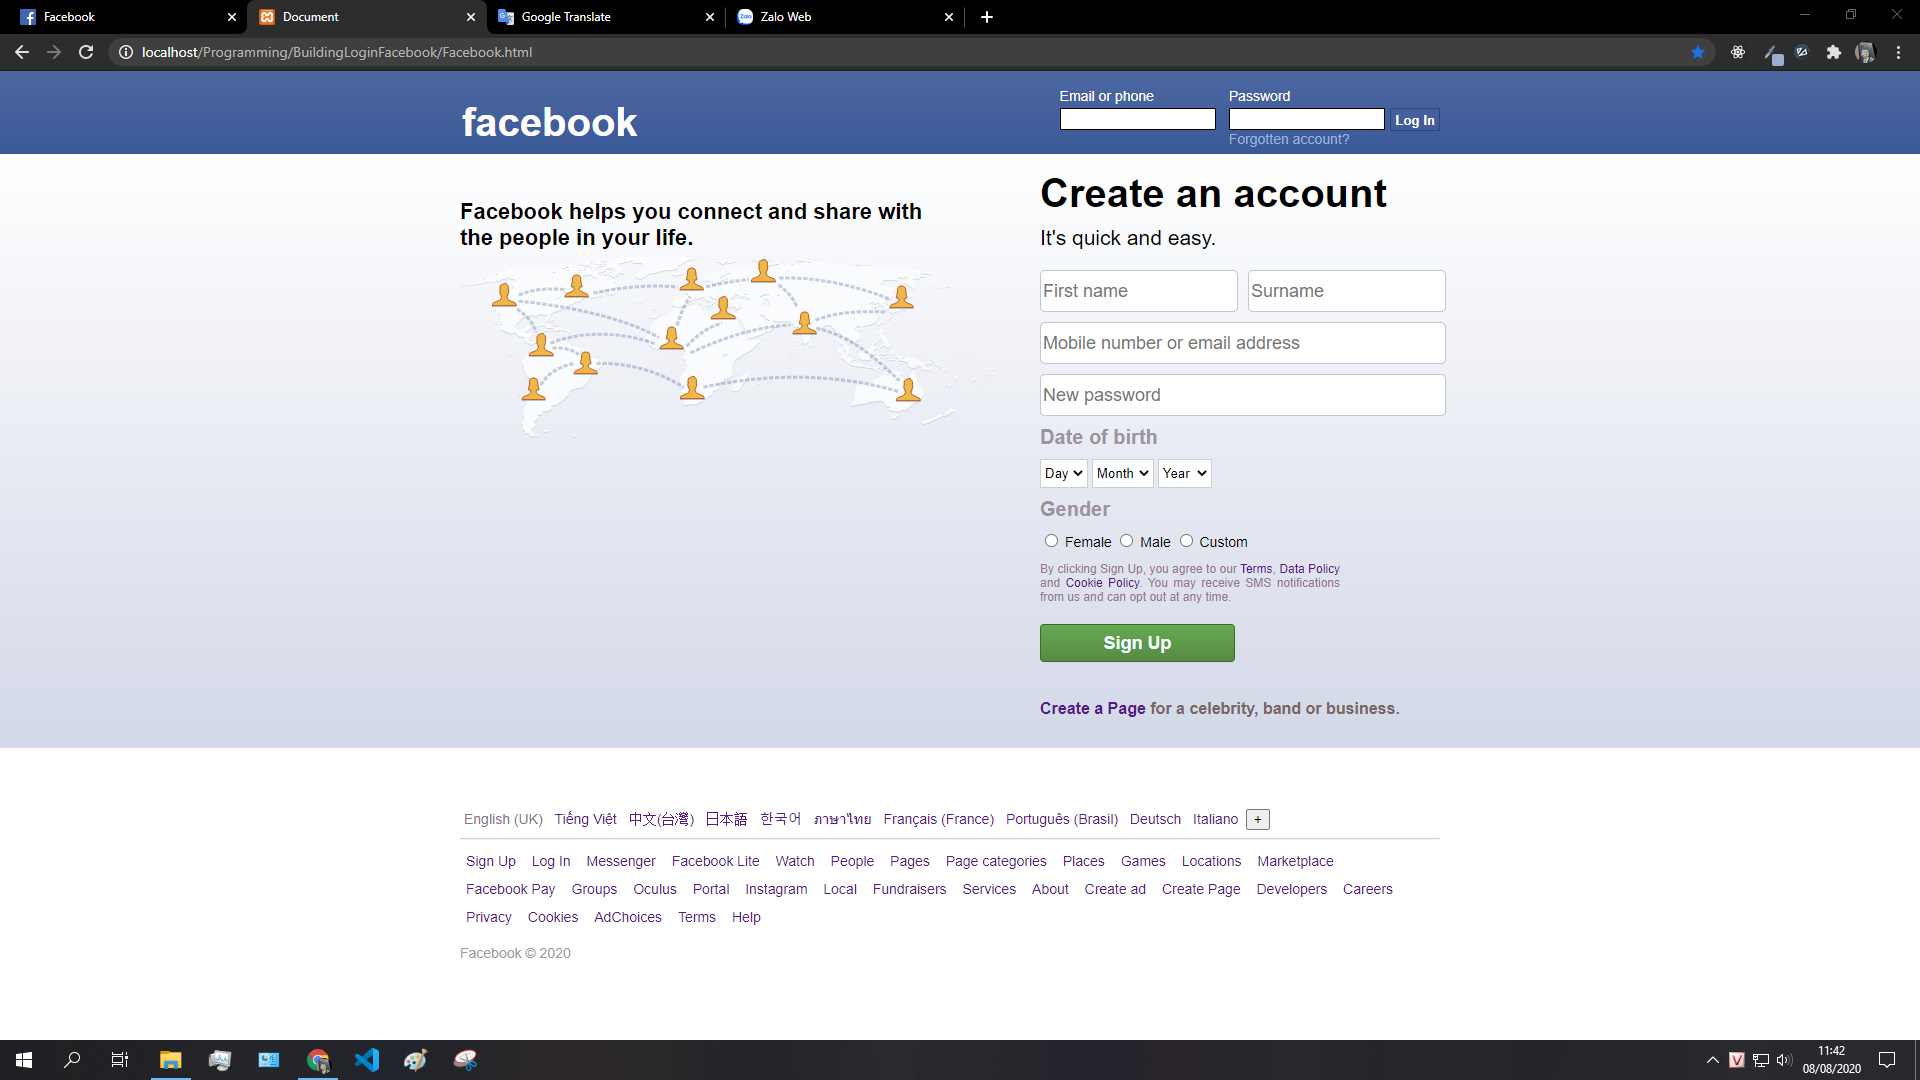 Facebook
Document
Google Translate
Zalo Web
localhost/Programming/BuildingLoginFacebook/Facebook.html
facebook
Email or phone
Password
Log In
Forgotten account?
Facebook helps you connect and share with
the people in your life.
Create an account
It's quick and easy.
First name
Surname
Mobile number or email address
New password
Date of birth
Day Month Year
Gender
Female Male Custom
By clicking Sign Up, you agree to our Terms, Data Policy
and Cookie Policy. You may receive SMS notifications
from us and can opt out at any time.
Sign Up
Create a Page for a celebrity, band or business.
English (UK) Tiếng Việt 中文(台灣) 日本語 한국어 ภาษาไทย Français (France) Português (Brasil) Deutsch Italiano +
Sign Up Log In Messenger Facebook Lite Watch People Pages Page categories Places Games Locations Marketplace
Facebook Pay Groups Oculus Portal Instagram Local Fundraisers Services About Create ad Create Page Developers Careers
Privacy Cookies AdChoices Terms Help
Facebook © 2020
11:42
08/08/2020